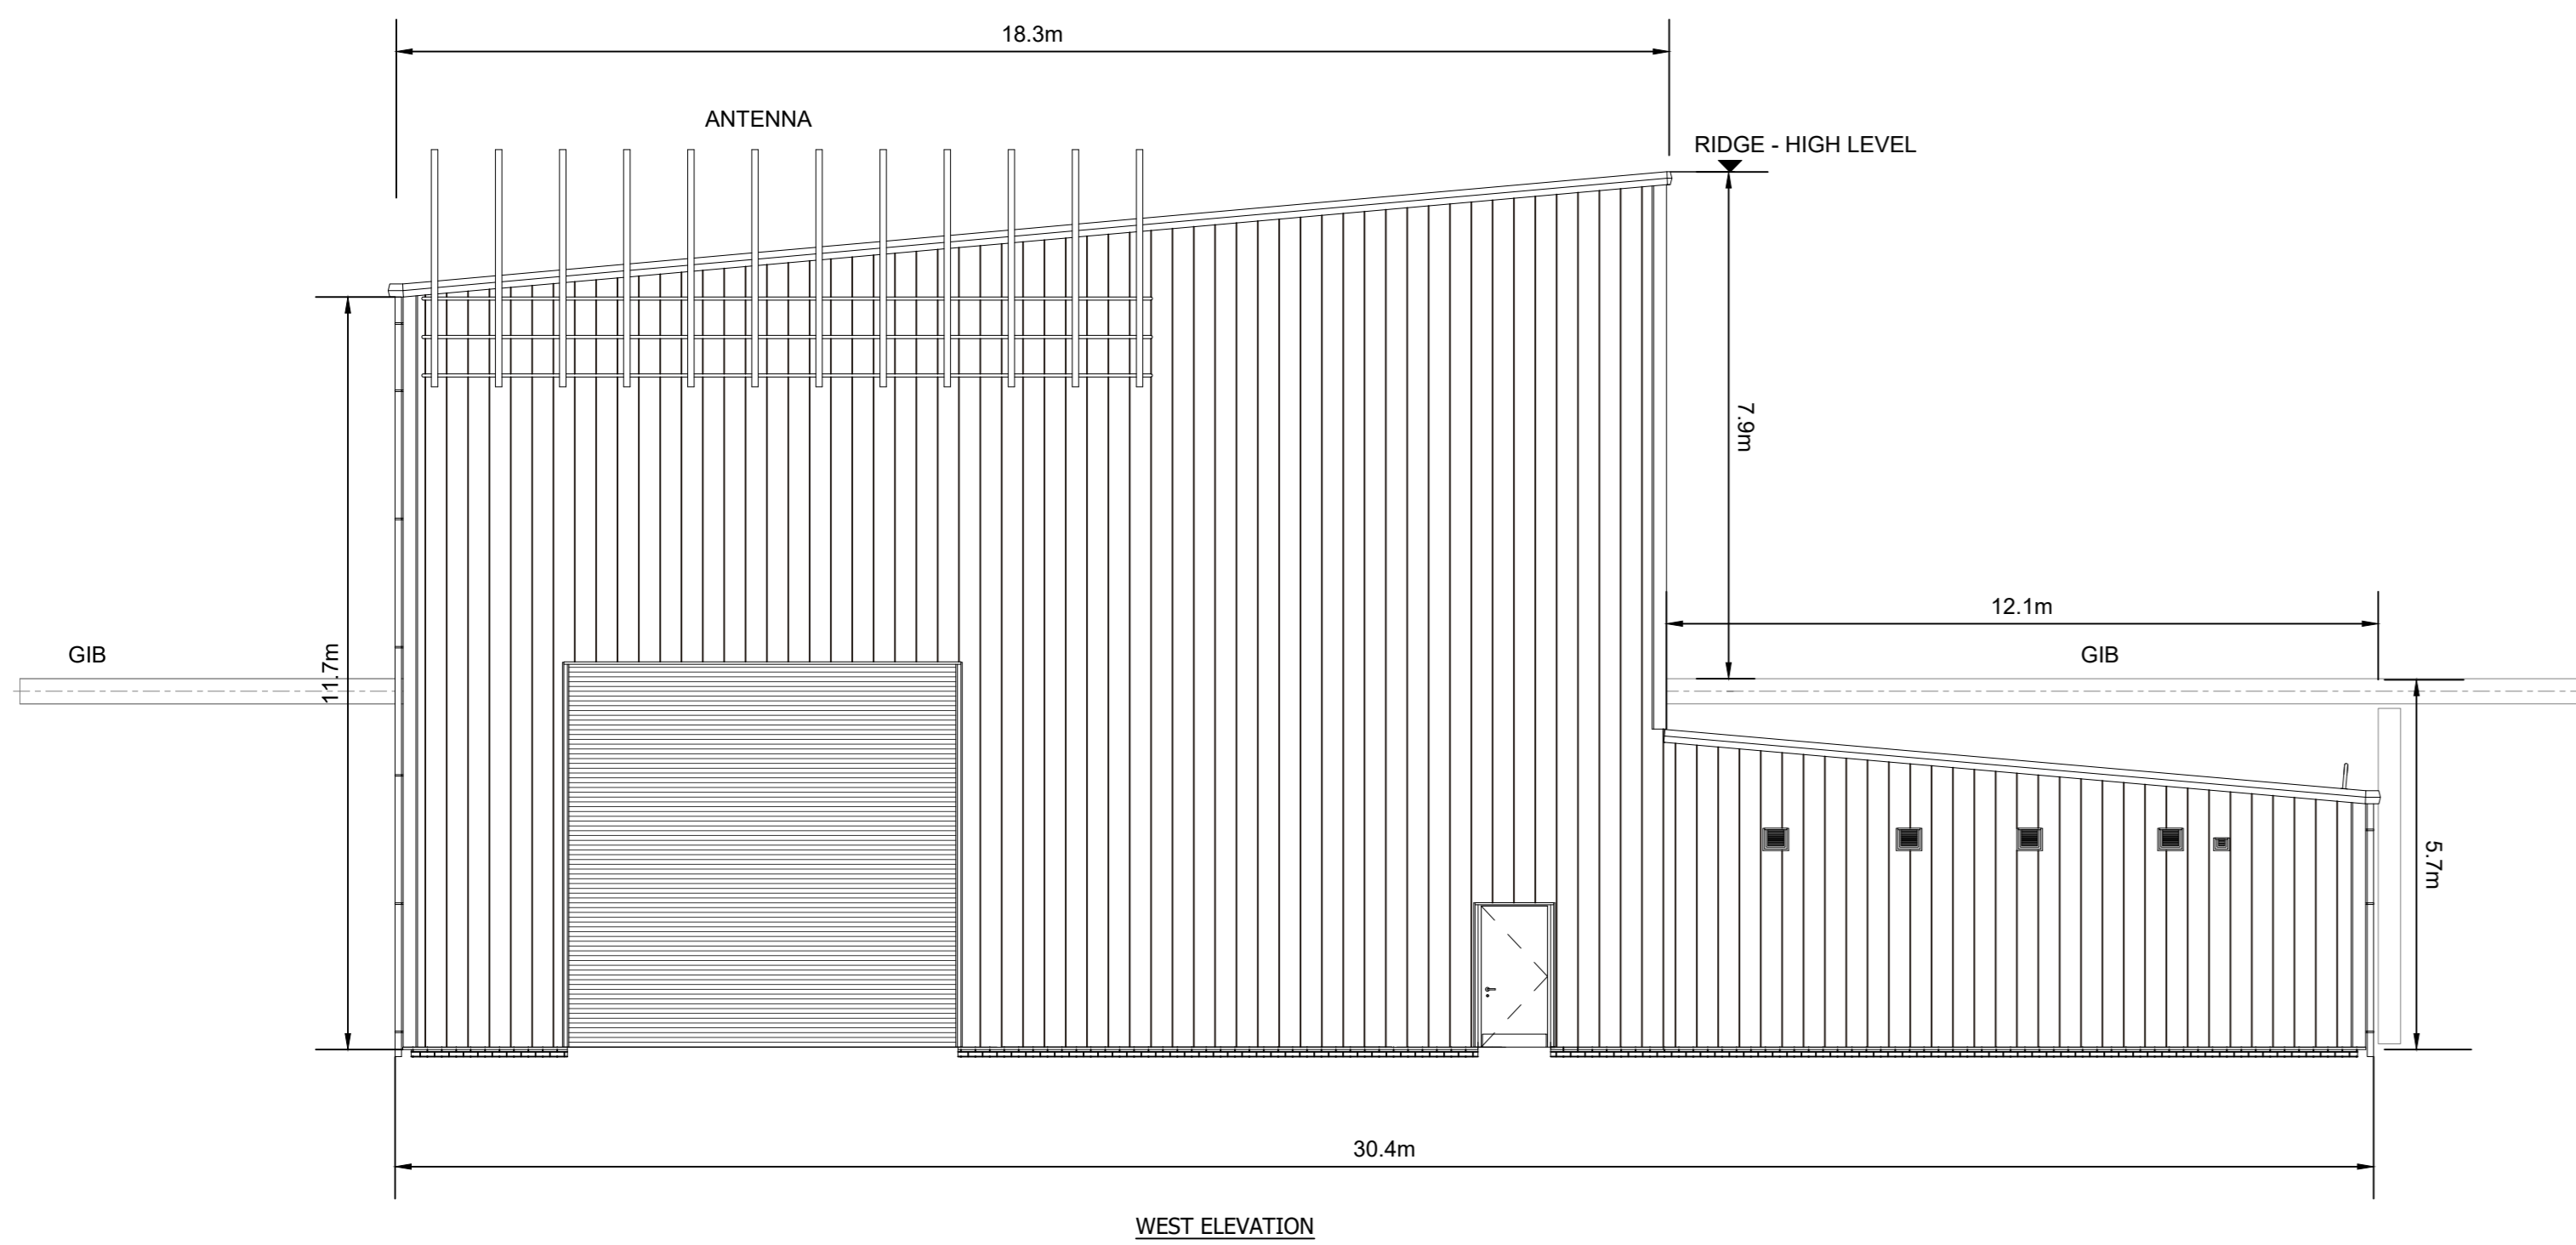 18.3m
ANTENNA
RIDGE - HIGH LEVEL
7.9m
12.1m
GIB
GIB
11.7m
5.7m
30.4m
WEST ELEVATION